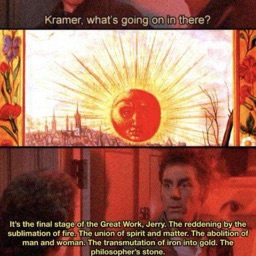 Kramer, what's going on in there?
It's the final stage of the Great Work, Jerry. The reddening by the
sublimation of fire. The union of spirit and matter. The abolition of
man and woman. The transmutation of iron into gold. The
philosopher's stone.